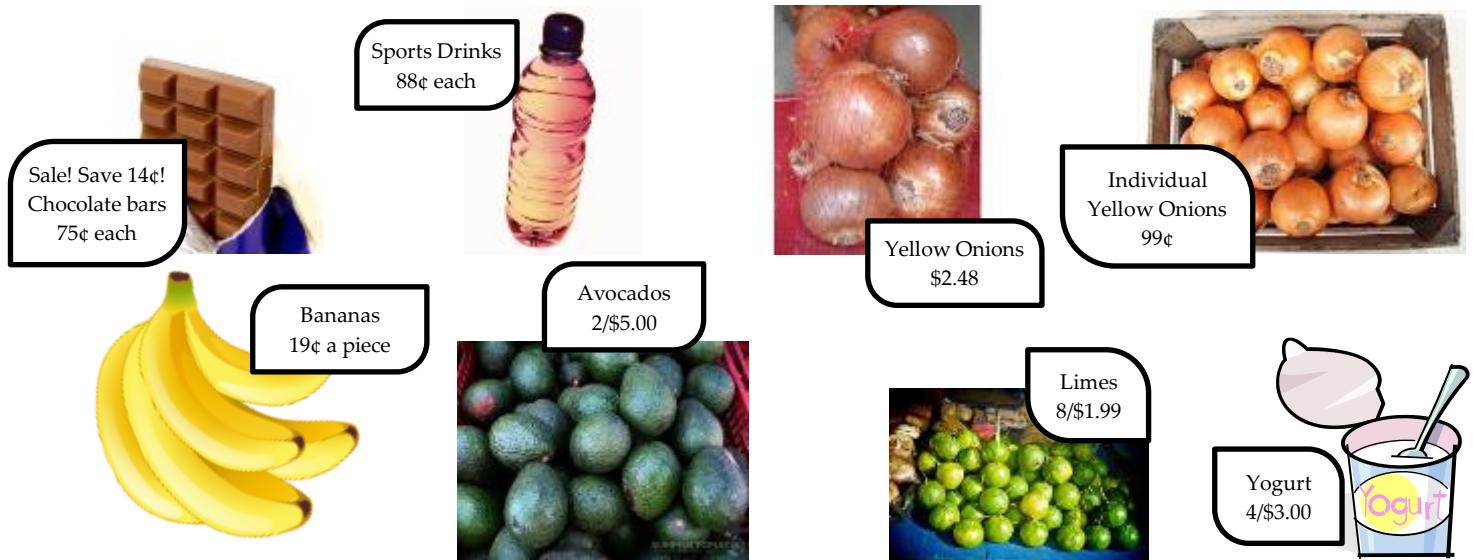 Sports Drinks
88¢ each
Sale! Save 14¢!
Chocolate bars
75¢ each
Yellow Onions
$2.48
Individual
Yellow Onions
99¢
Bananas
19¢ a piece
Avocados
2/$5.00
Limes
8/$1.99
Yogurt
4/$3.00
Yogurt